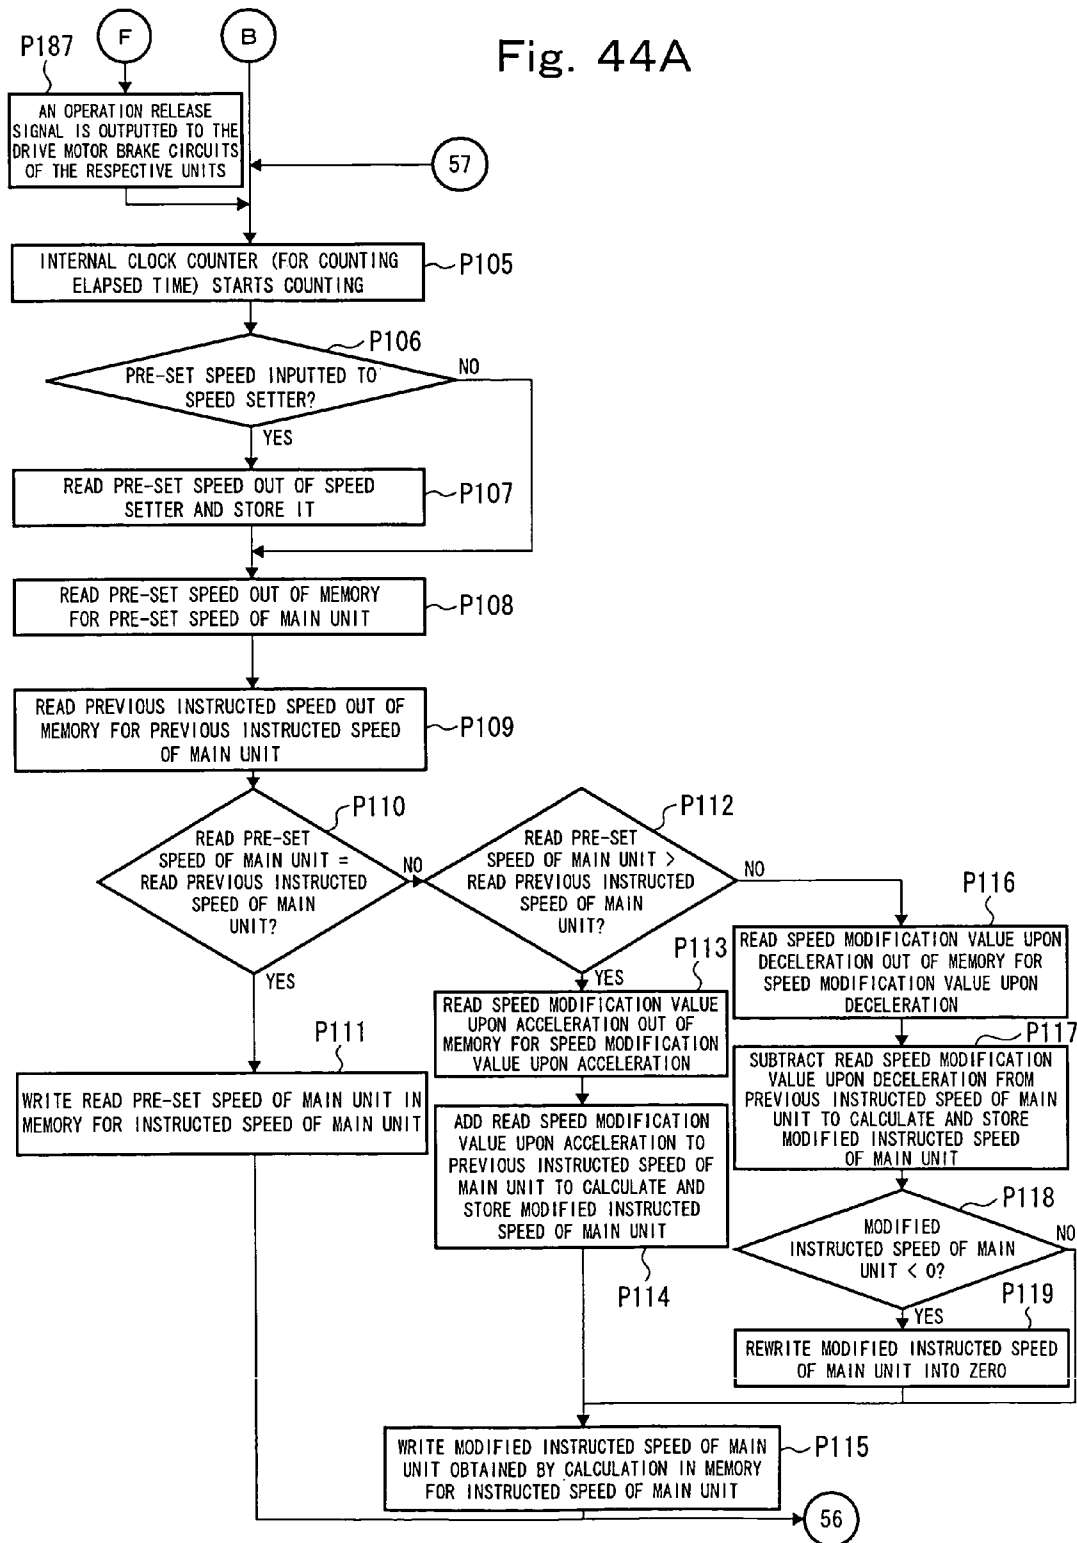 Fig. 44A
F
B
P187
AN OPERATION RELEASE
SIGNAL IS OUTPUTTED TO THE
DRIVE MOTOR BRAKE CIRCUITS
OF THE RESPECTIVE UNITS
57
INTERNAL CLOCK COUNTER (FOR COUNTING
ELAPSED TIME) STARTS COUNTING
P105
P106
PRE-SET SPEED INPUTTED TO
SPEED SETTER?
NO
YES
READ PRE-SET SPEED OUT OF SPEED
SETTER AND STORE IT
P107
READ PRE-SET SPEED OUT OF MEMORY
FOR PRE-SET SPEED OF MAIN UNIT
P108
READ PREVIOUS INSTRUCTED SPEED OUT OF
MEMORY FOR PREVIOUS INSTRUCTED SPEED
OF MAIN UNIT
P109
P110
READ PRE-SET
SPEED OF MAIN UNIT =
READ PREVIOUS INSTRUCTED
SPEED OF MAIN
UNIT?
NO
YES
P111
WRITE READ PRE-SET SPEED OF MAIN UNIT IN
MEMORY FOR INSTRUCTED SPEED OF MAIN UNIT
P112
READ PRE-SET
SPEED OF MAIN UNIT >
READ PREVIOUS INSTRUCTED
SPEED OF MAIN
UNIT?
NO
YES
P113
READ SPEED MODIFICATION VALUE
UPON ACCELERATION OUT OF
MEMORY FOR SPEED MODIFICATION
VALUE UPON ACCELERATION
ADD READ SPEED MODIFICATION
VALUE UPON ACCELERATION TO
PREVIOUS INSTRUCTED SPEED OF
MAIN UNIT TO CALCULATE AND
STORE MODIFIED INSTRUCTED
SPEED OF MAIN UNIT
P114
P116
READ SPEED MODIFICATION VALUE UPON
DECELERATION OUT OF MEMORY FOR
SPEED MODIFICATION VALUE UPON
DECELERATION
P117
SUBTRACT READ SPEED MODIFICATION
VALUE UPON DECELERATION FROM
PREVIOUS INSTRUCTED SPEED OF MAIN
UNIT TO CALCULATE AND STORE
MODIFIED INSTRUCTED SPEED
OF MAIN UNIT
P118
MODIFIED
INSTRUCTED SPEED OF MAIN
UNIT < 0?
NO
YES
P119
REWRITE MODIFIED INSTRUCTED SPEED
OF MAIN UNIT INTO ZERO
WRITE MODIFIED INSTRUCTED SPEED OF MAIN
UNIT OBTAINED BY CALCULATION IN MEMORY
FOR INSTRUCTED SPEED OF MAIN UNIT
P115
56